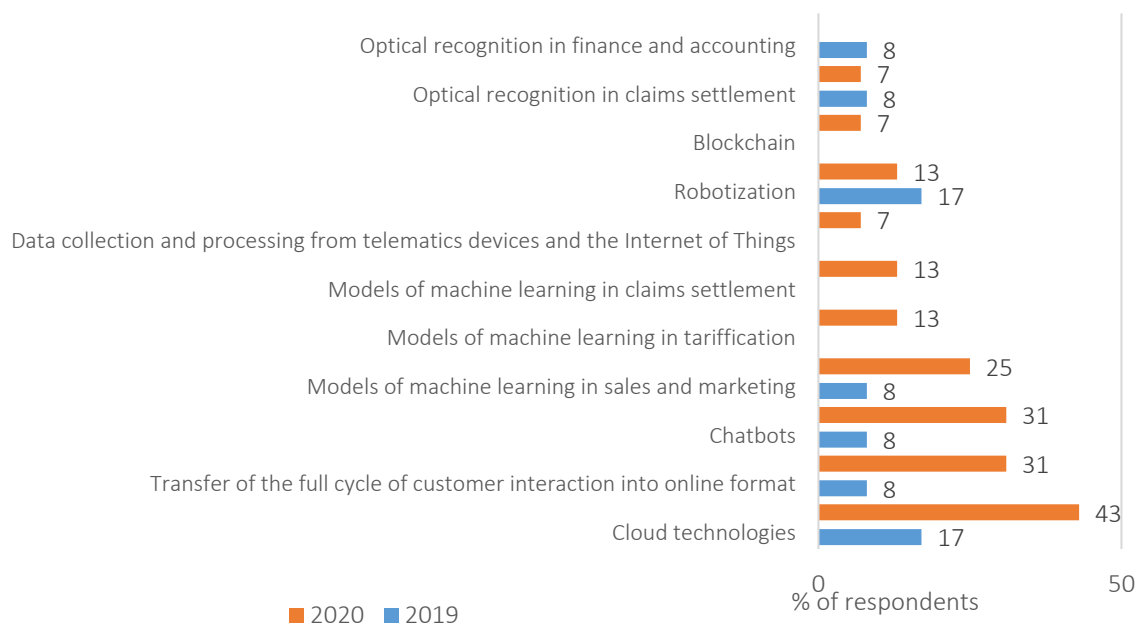 Optical recognition in finance and accounting
8
7
Optical recognition in claims settlement
8
7
Blockchain
13
Robotization
17
7
Data collection and processing from telematics devices and the Internet of Things
13
Models of machine learning in claims settlement
13
Models of machine learning in tariffication
25
Models of machine learning in sales and marketing
8
31
Chatbots
8
31
Transfer of the full cycle of customer interaction into online format
8
43
Cloud technologies
17
0
50
% of respondents
2020
2019